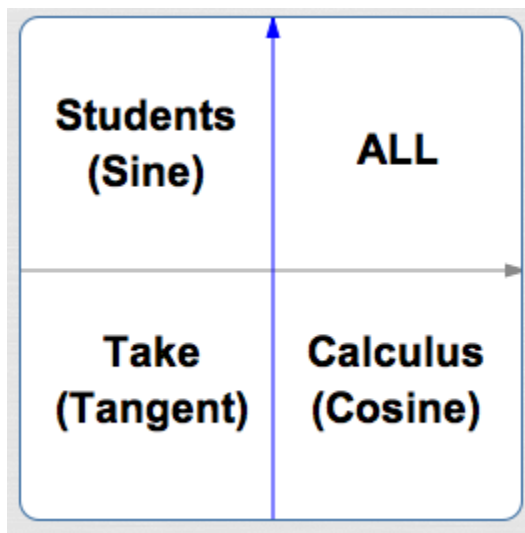 Students
(Sine)
ALL
Take
(Tangent)
Calculus
(Cosine)